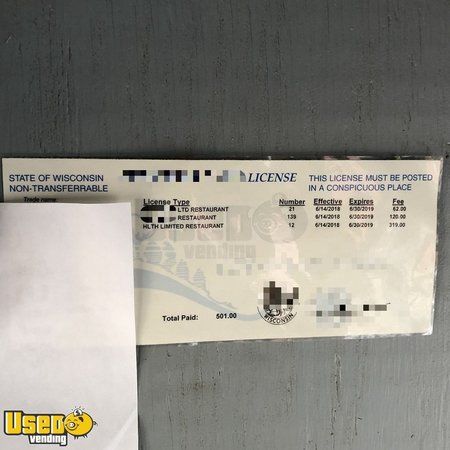 STATE OF WISCONSIN
NON-TRANSFERRABLE
LICENSE
THIS LICENSE MUST BE POSTED
IN A CONSPICUOUS PLACE
Trade name:
License Type Number Effective Expires Fee
LTD RESTAURANT 21 6/14/2018 6/30/2019 62.00
RESTAURANT 139 6/14/2018 6/30/2019 120.00
HLTH LIMITED RESTAURANT 12 6/14/2018 6/30/2019 319.00
USED vending
Total Paid: 501.00
WISCONSIN
USED vending